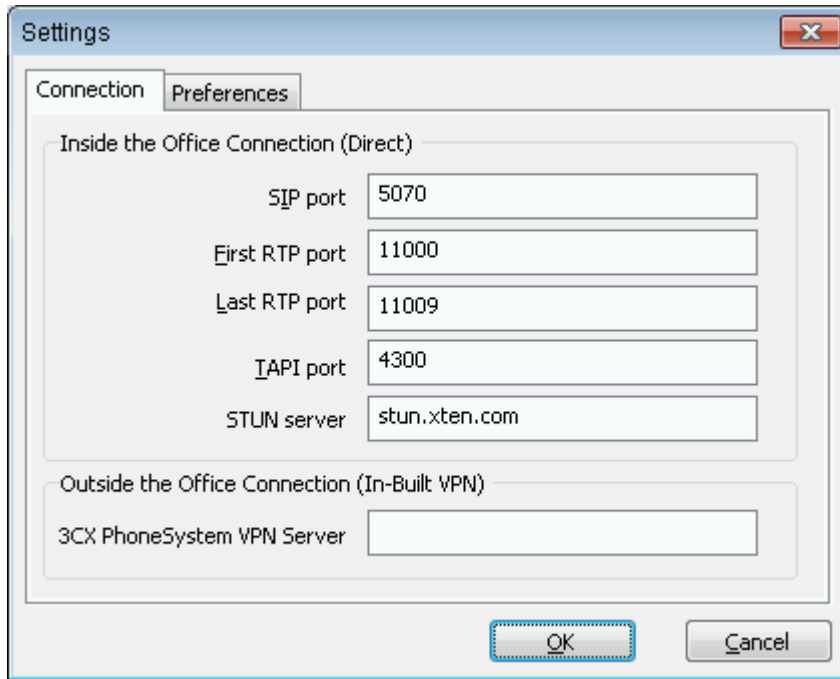 Settings
Connection
Preferences
Inside the Office Connection (Direct)
SIP port 5070
First RTP port 11000
Last RTP port 11009
TAPI port 4300
STUN server stun.xten.com
Outside the Office Connection (In-Built VPN)
3CX PhoneSystem VPN Server
OK Cancel